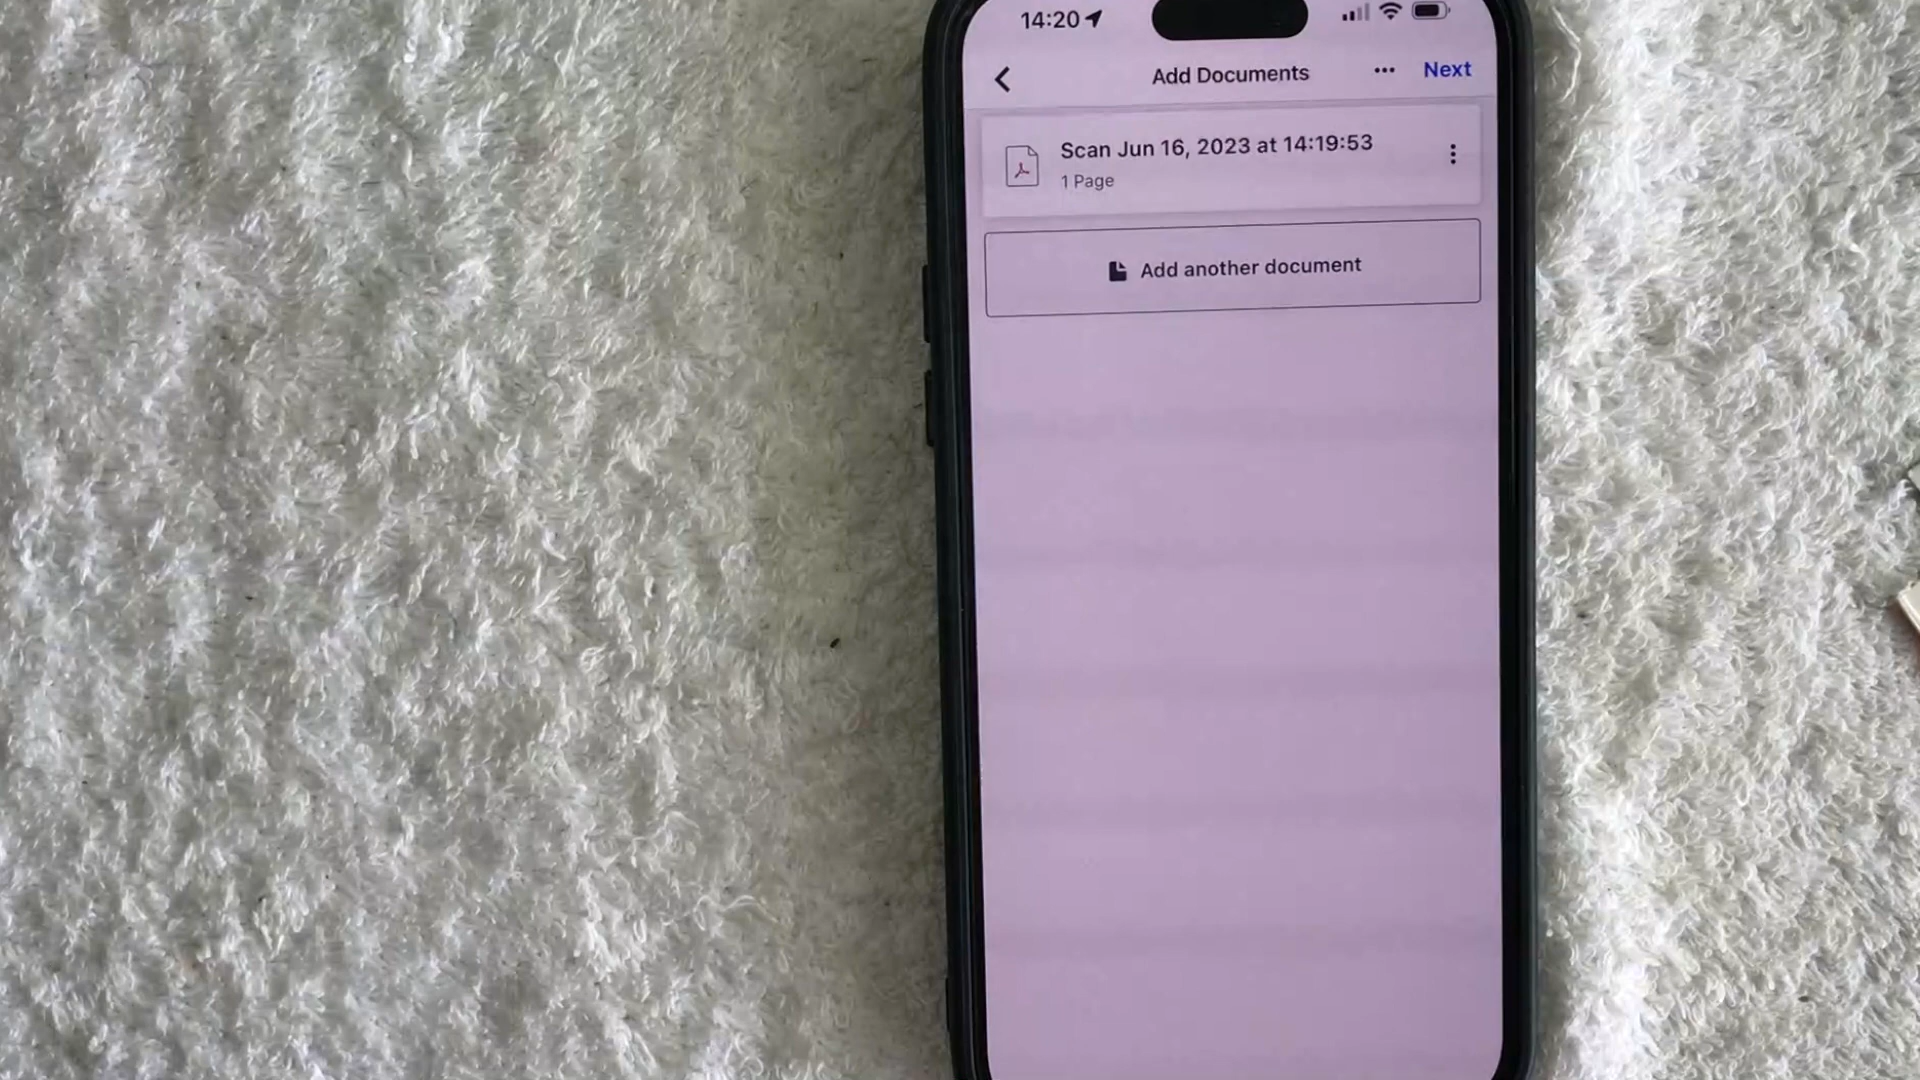 14:20
Add Documents
Next
Scan Jun 16, 2023 at 14:19:53
1 Page
Add another document